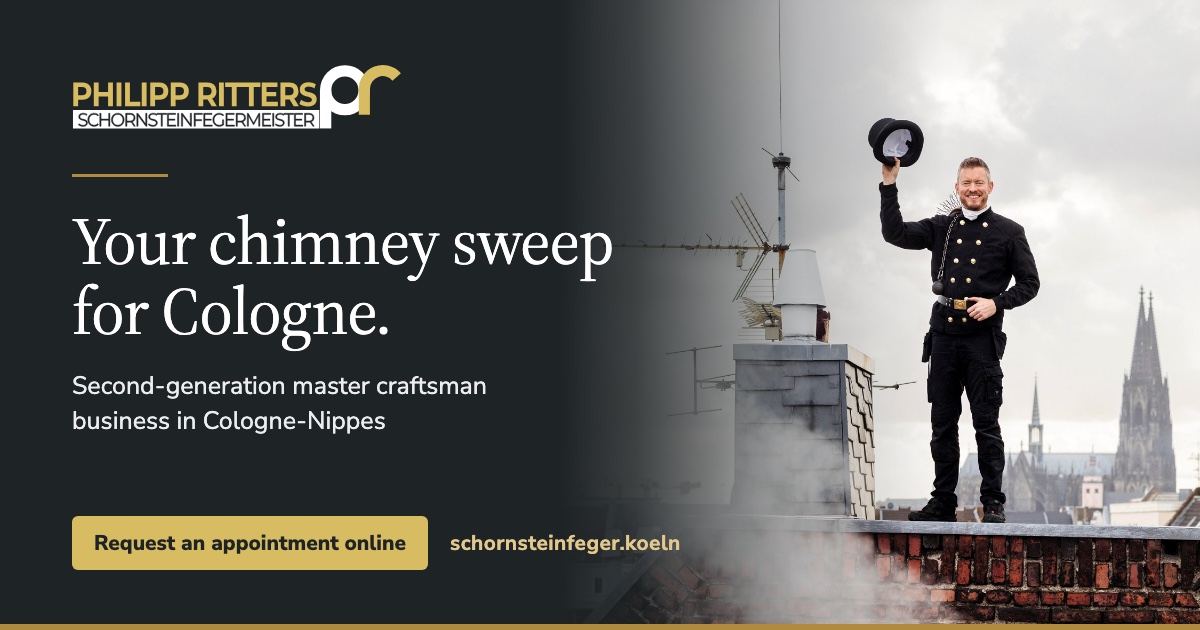 PHILIPP RITTERS pr
SCHORNSTEINFEGERMEISTER
Your chimney sweep
for Cologne.
Second-generation master craftsman
business in Cologne-Nippes
Request an appointment online
schornsteinfeger.koeln